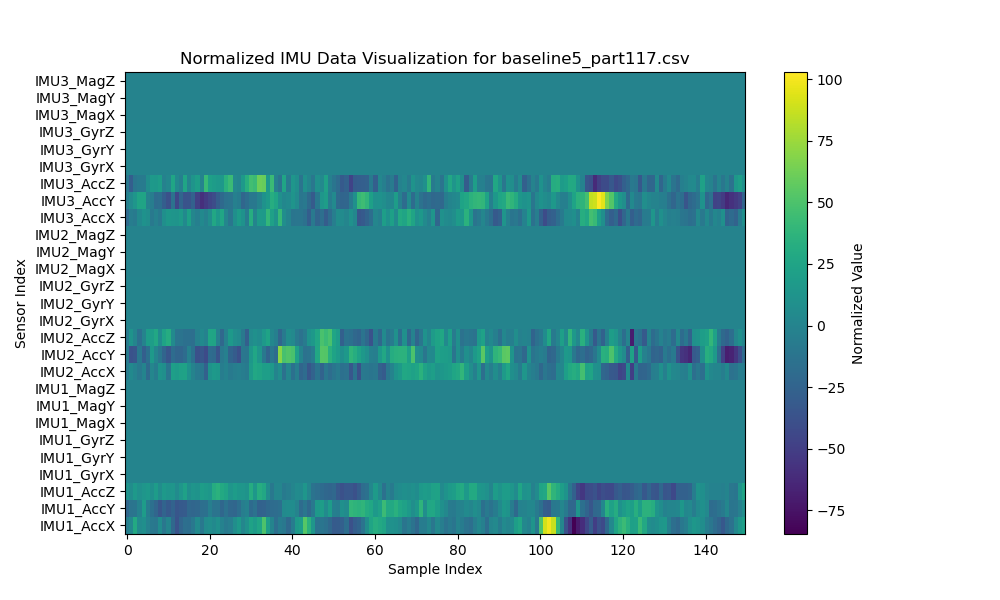 Normalized IMU Data Visualization for baseline5_part117.csv
IMU3_MagZ
IMU3_MagY
IMU3_MagX
IMU3_GyrZ
IMU3_GyrY
IMU3_GyrX
IMU3_AccZ
IMU3_AccY
IMU3_AccX
IMU2_MagZ
IMU2_MagY
IMU2_MagX
IMU2_GyrZ
IMU2_GyrY
IMU2_GyrX
IMU2_AccZ
IMU2_AccY
IMU2_AccX
IMU1_MagZ
IMU1_MagY
IMU1_MagX
IMU1_GyrZ
IMU1_GyrY
IMU1_GyrX
IMU1_AccZ
IMU1_AccY
IMU1_AccX
Sensor Index
0 20 40 60 80 100 120 140
Sample Index
100
75
50
25
0
−25
−50
−75
Normalized Value